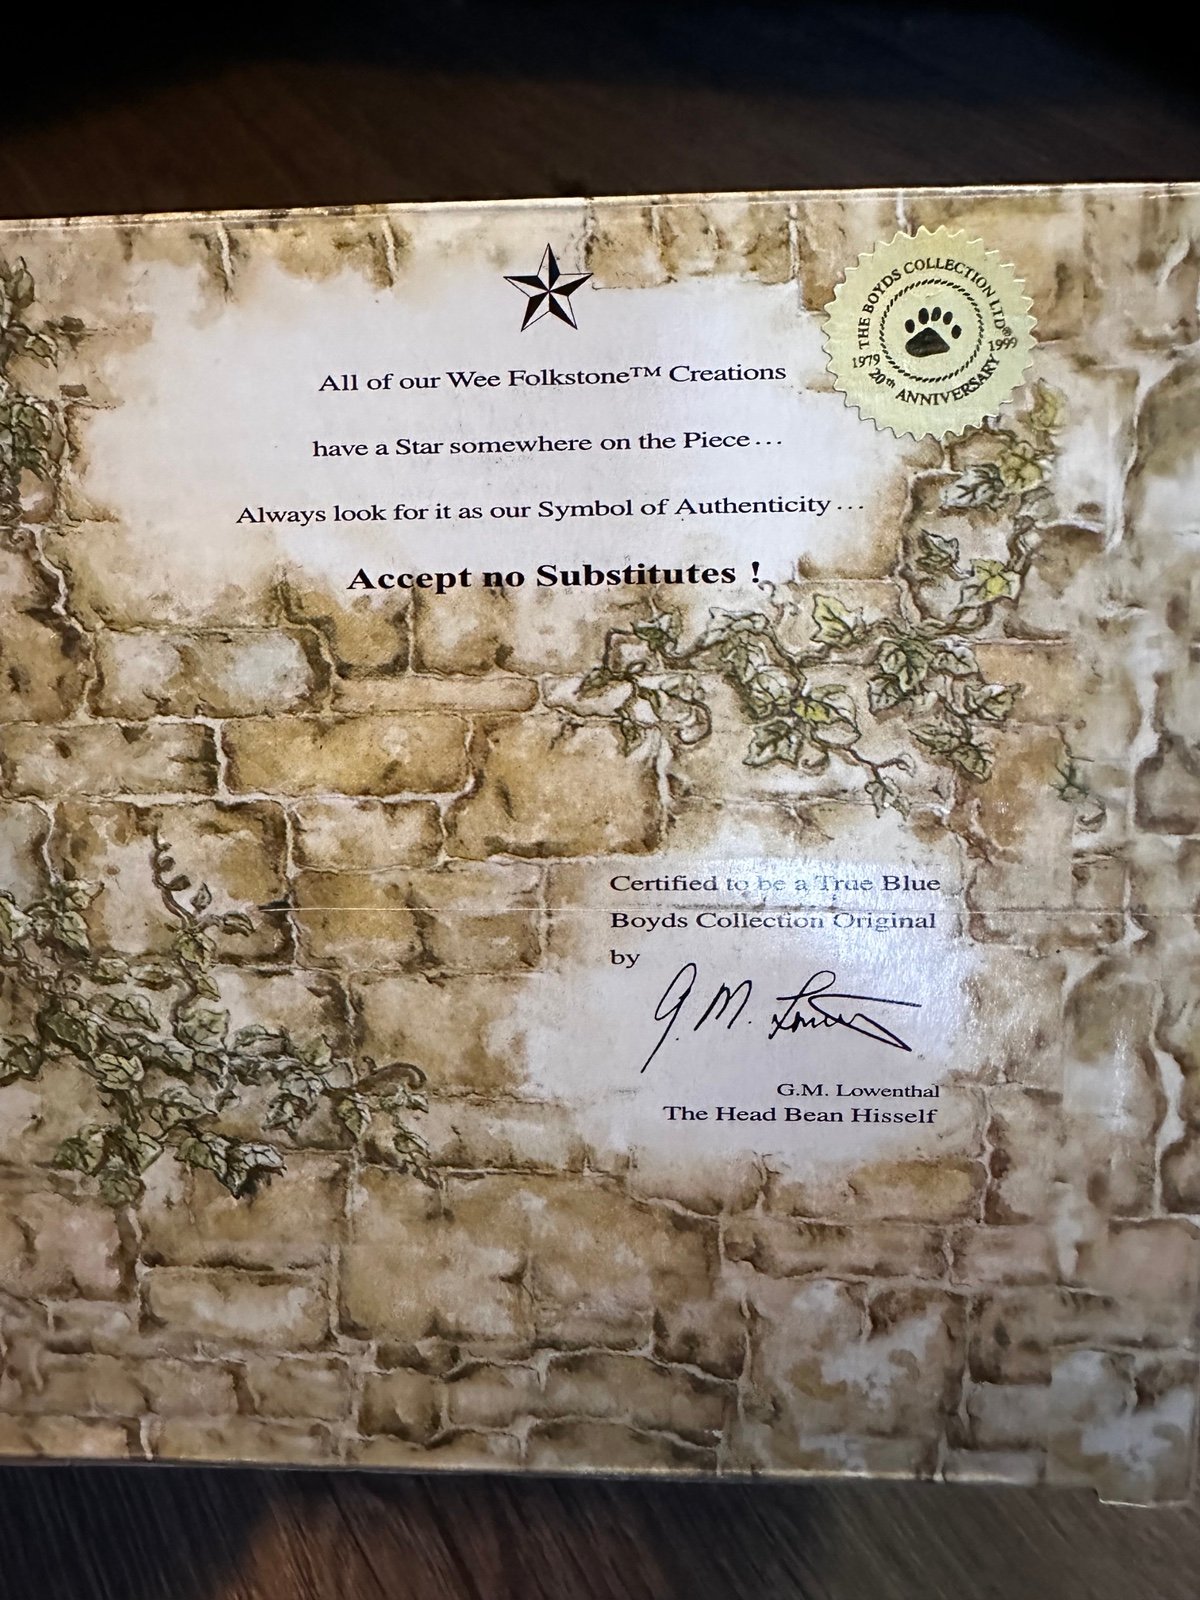 All of our Wee Folkstone™ Creations
have a Star somewhere on the Piece...
Always look for it as our Symbol of Authenticity...
Accept no Substitutes !
THE BOYDS COLLECTION LTD®
1979 1999
20th ANNIVERSARY
Certified to be a True Blue
Boyds Collection Original
by
G.M. Lowenthal
G.M. Lowenthal
The Head Bean Hisself